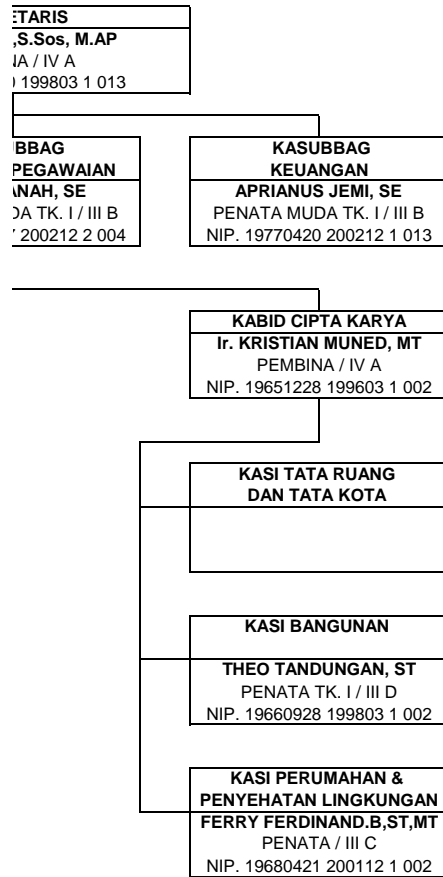 ETARIS
,S.Sos, M.AP
NA / IV A
199803 1 013
BBAG
PEGAWAIAN
ANAH, SE
DA TK. I / III B
200212 2 004
KASUBBAG
KEUANGAN
APRIANUS JEMI, SE
PENATA MUDA TK. I / III B
NIP. 19770420 200212 1 013
KABID CIPTA KARYA
Ir. KRISTIAN MUNED, MT
PEMBINA / IV A
NIP. 19651228 199603 1 002
KASI TATA RUANG
DAN TATA KOTA
KASI BANGUNAN
THEO TANDUNGAN, ST
PENATA TK. I / III D
NIP. 19660928 199803 1 002
KASI PERUMAHAN &
PENYEHATAN LINGKUNGAN
FERRY FERDINAND.B,ST,MT
PENATA / III C
NIP. 19680421 200112 1 002